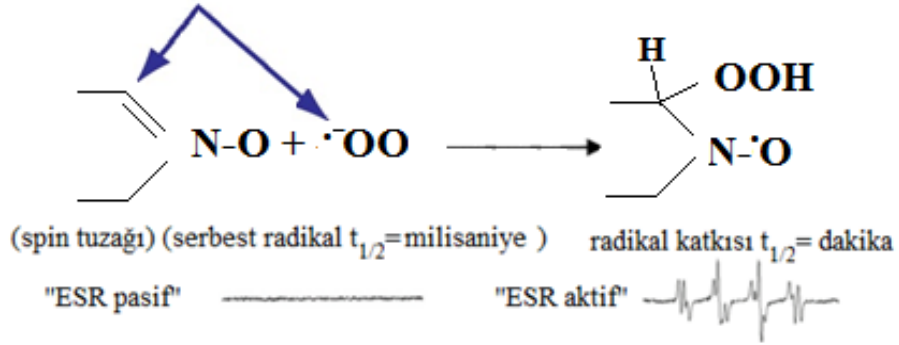 H
OOH
N-O + ·⁻OO
N-·O
(spin tuzağı) (serbest radikal t1/2=milisaniye ) radikal katkısı t1/2= dakika
"ESR pasif" "ESR aktif"